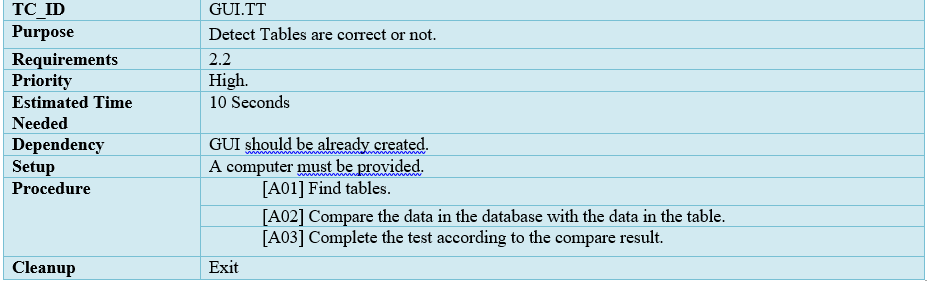 TC_ID GUI.TT
Purpose Detect Tables are correct or not.
Requirements 2.2
Priority High.
Estimated Time 10 Seconds
Needed
Dependency GUI should be already created.
Setup A computer must be provided.
Procedure [A01] Find tables.
[A02] Compare the data in the database with the data in the table.
[A03] Complete the test according to the compare result.
Cleanup Exit